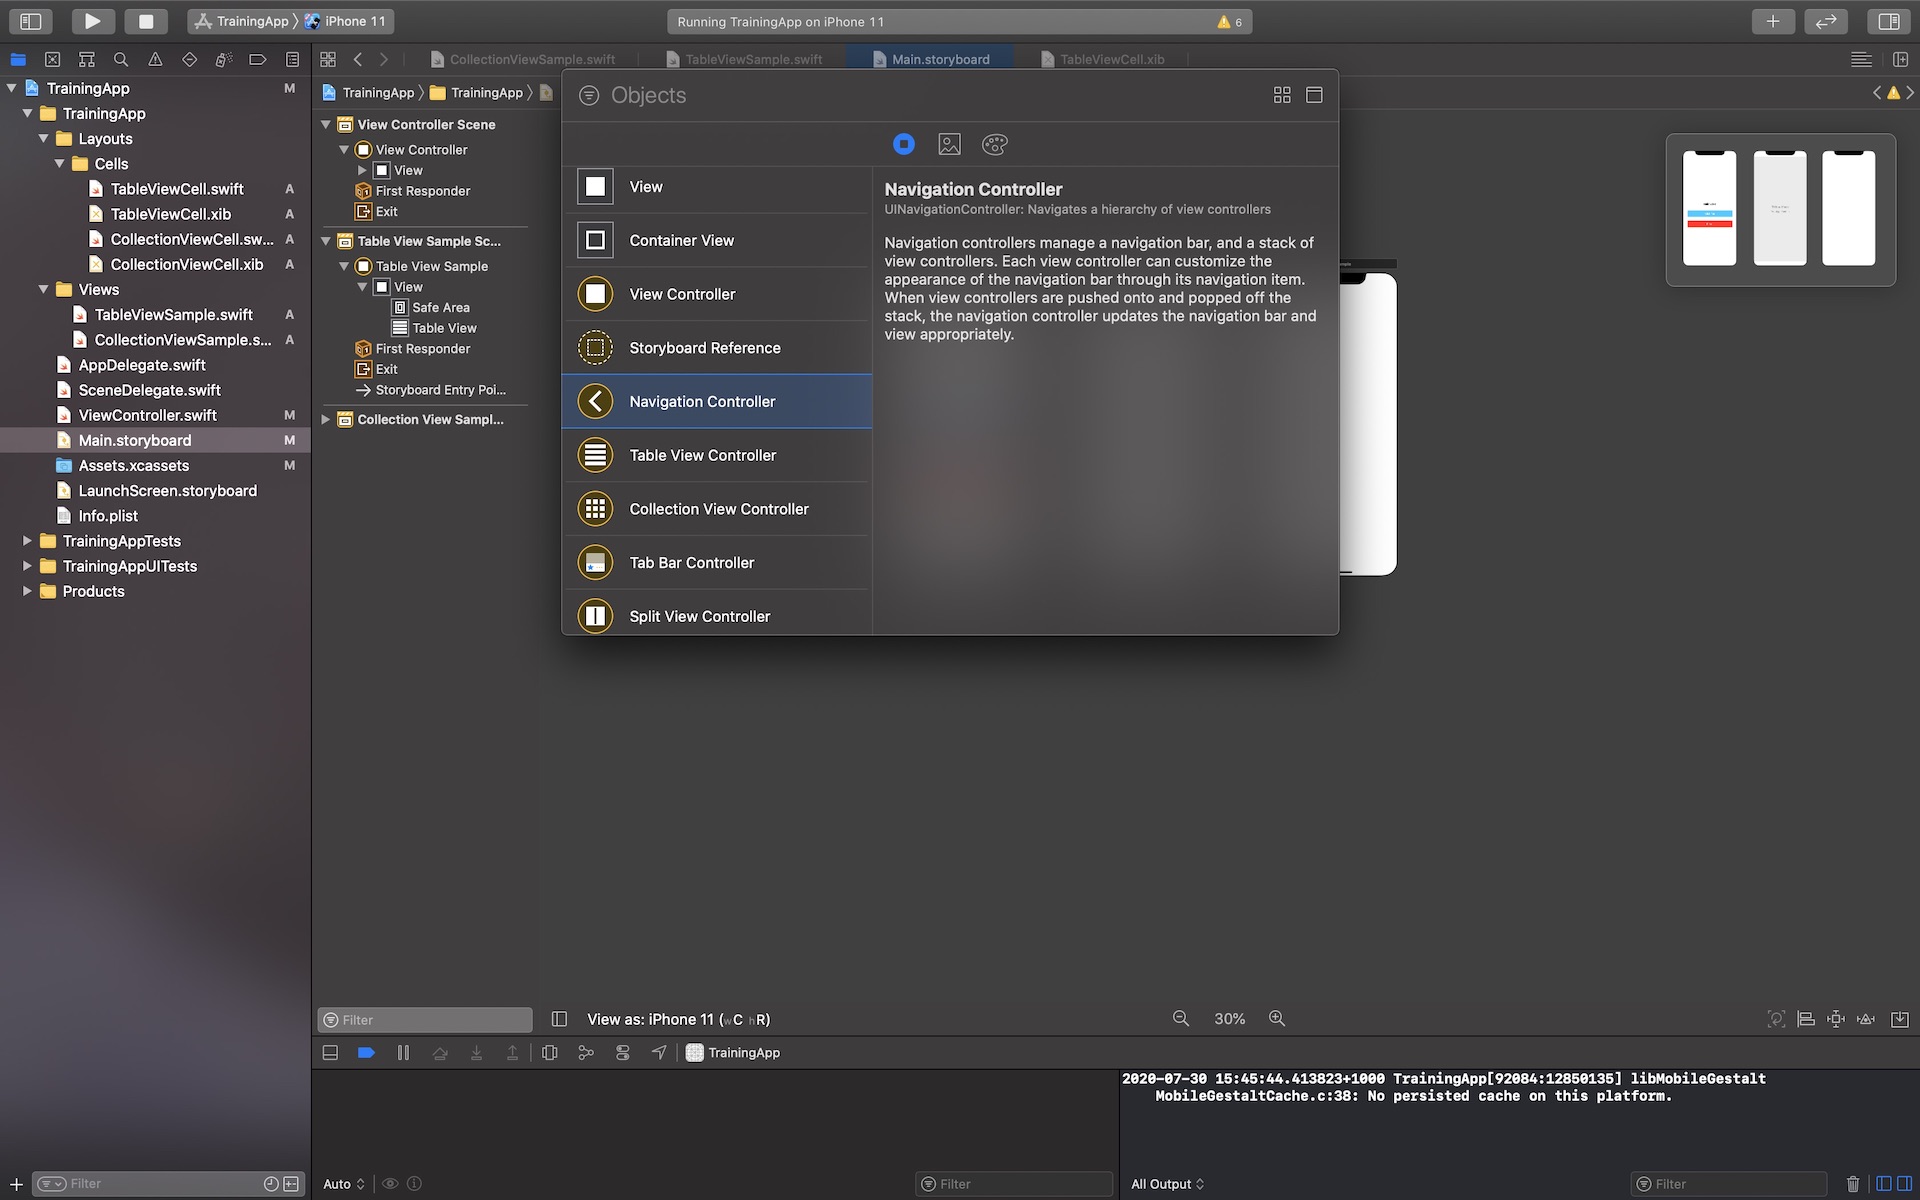 TrainingApp
iPhone 11
Running TrainingApp on iPhone 11
6
CollectionViewSample.swift
TableViewSample.swift
Main.storyboard
TableViewCell.xib
TrainingApp M
TrainingApp
Layouts
Cells
TableViewCell.swift A
TableViewCell.xib A
CollectionViewCell.sw... A
CollectionViewCell.xib A
Views
TableViewSample.swift A
CollectionViewSample.s... A
AppDelegate.swift
SceneDelegate.swift
ViewController.swift M
Main.storyboard M
Assets.xcassets M
LaunchScreen.storyboard
Info.plist
TrainingAppTests
TrainingAppUITests
Products
Filter
TrainingApp
TrainingApp
View Controller Scene
View Controller
View
First Responder
Exit
Table View Sample Sc...
Table View Sample
View
Safe Area
Table View
First Responder
Exit
Storyboard Entry Poi...
Collection View Sampl...
Filter
Objects
View
Container View
View Controller
Storyboard Reference
Navigation Controller
Table View Controller
Collection View Controller
Tab Bar Controller
Split View Controller
Navigation Controller
UINavigationController: Navigates a hierarchy of view controllers
Navigation controllers manage a navigation bar, and a stack of
view controllers. Each view controller can customize the
appearance of the navigation bar through its navigation item.
When view controllers are pushed onto and popped off the
stack, the navigation controller updates the navigation bar and
view appropriately.
View as: iPhone 11 (wC hR)
30%
TrainingApp
2020-07-30 15:45:44.413823+1000 TrainingApp[92084:12850135] libMobileGestalt
MobileGestaltCache.c:38: No persisted cache on this platform.
Auto
Filter
All Output
Filter